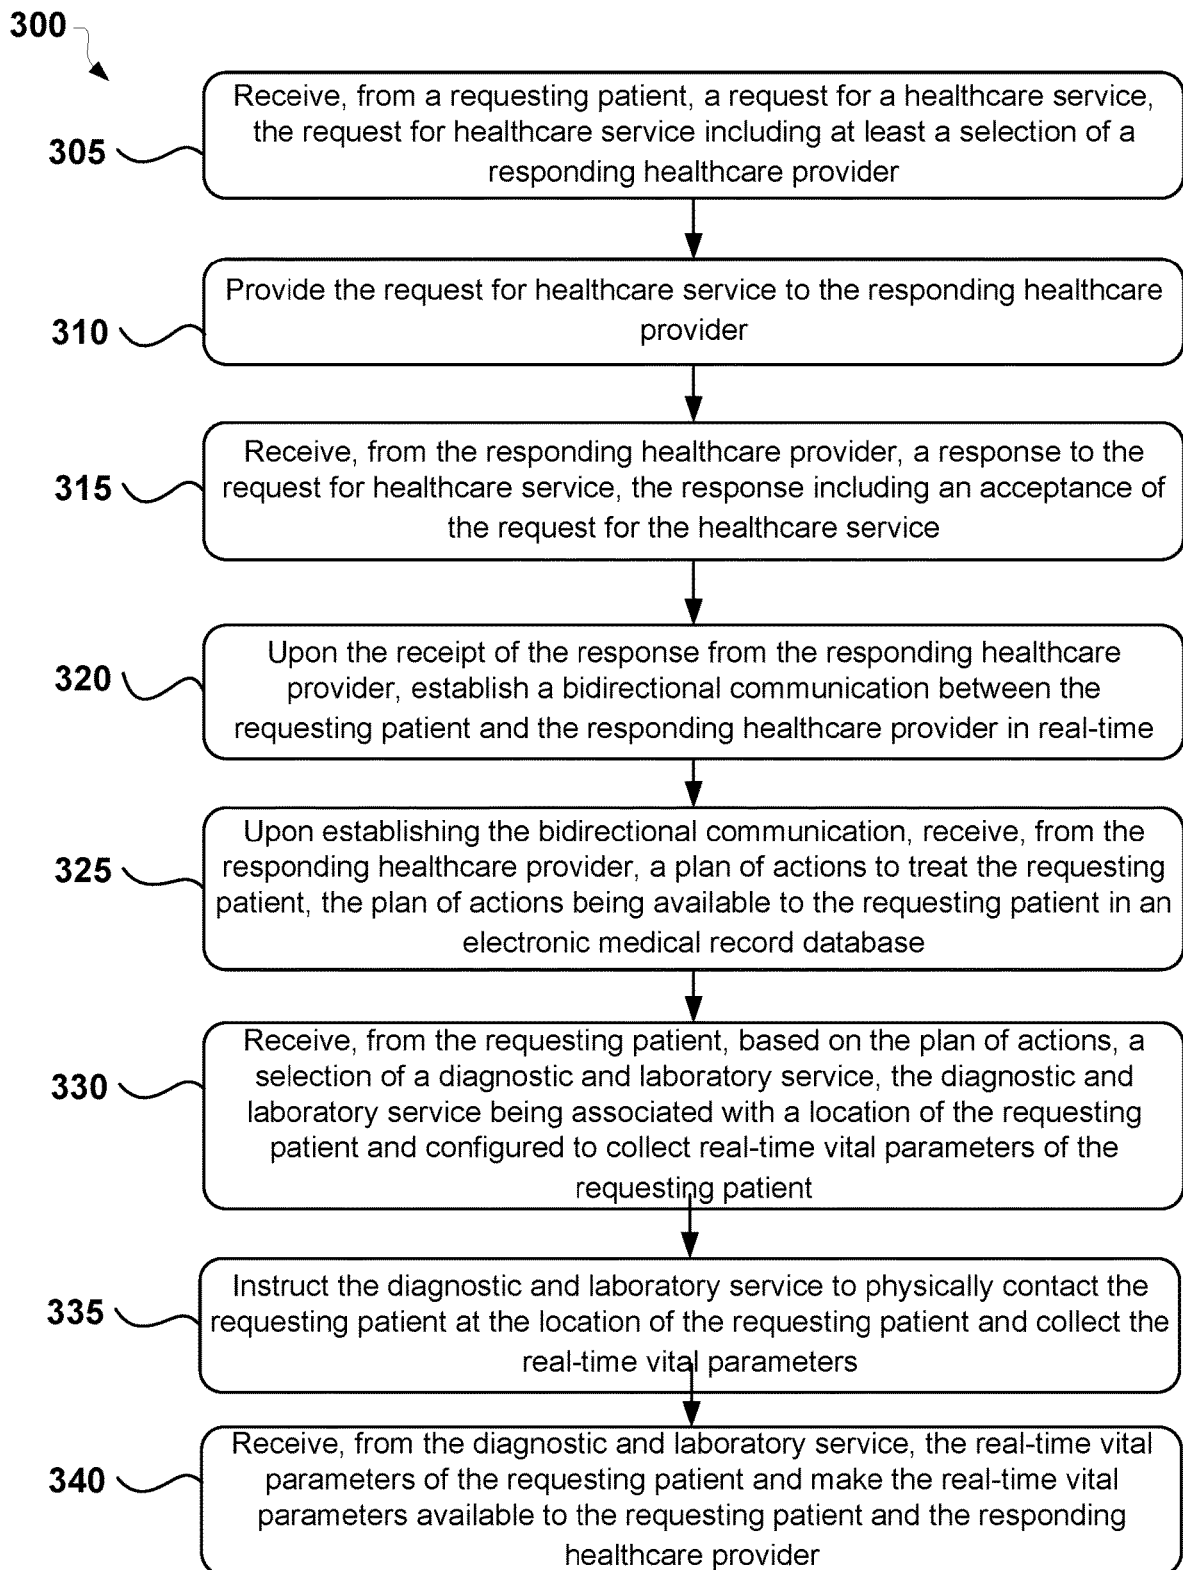 300
Receive, from a requesting patient, a request for a healthcare service,
the request for healthcare service including at least a selection of a
responding healthcare provider
305
Provide the request for healthcare service to the responding healthcare
provider
310
Receive, from the responding healthcare provider, a response to the
request for healthcare service, the response including an acceptance of
the request for the healthcare service
315
Upon the receipt of the response from the responding healthcare
provider, establish a bidirectional communication between the
requesting patient and the responding healthcare provider in real-time
320
Upon establishing the bidirectional communication, receive, from the
responding healthcare provider, a plan of actions to treat the requesting
patient, the plan of actions being available to the requesting patient in an
electronic medical record database
325
Receive, from the requesting patient, based on the plan of actions, a
selection of a diagnostic and laboratory service, the diagnostic and
laboratory service being associated with a location of the requesting
patient and configured to collect real-time vital parameters of the
requesting patient
330
Instruct the diagnostic and laboratory service to physically contact the
requesting patient at the location of the requesting patient and collect the
real-time vital parameters
335
Receive, from the diagnostic and laboratory service, the real-time vital
parameters of the requesting patient and make the real-time vital
parameters available to the requesting patient and the responding
healthcare provider
340